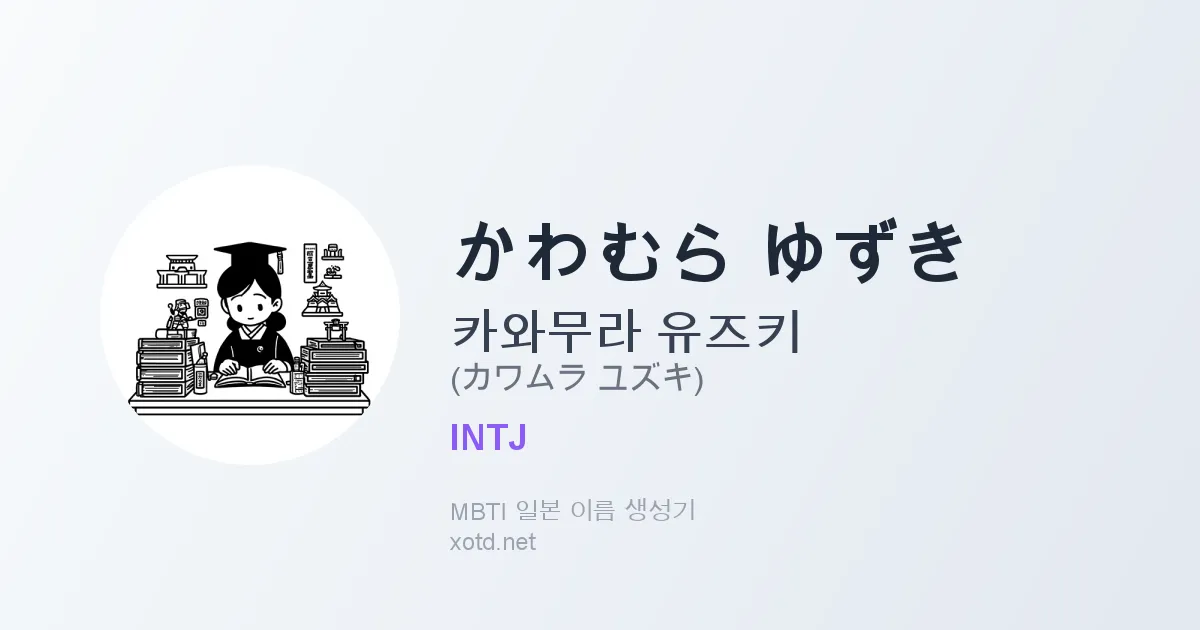 かわむら ゆずき
카와무라 유즈키
(カワムラ ユズキ)
INTJ
MBTI 일본 이름 생성기
xotd.net